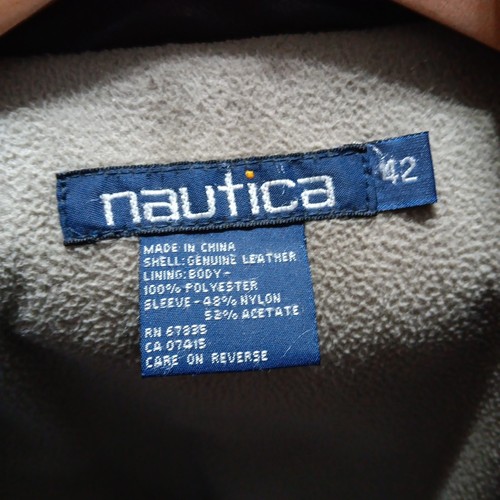 nautica 42
MADE IN CHINA
SHELL: GENUINE LEATHER
LINING: BODY-
100% POLYESTER
SLEEVE - 48% NYLON
52% ACETATE
RN 67335
CA 07415
CARE ON REVERSE